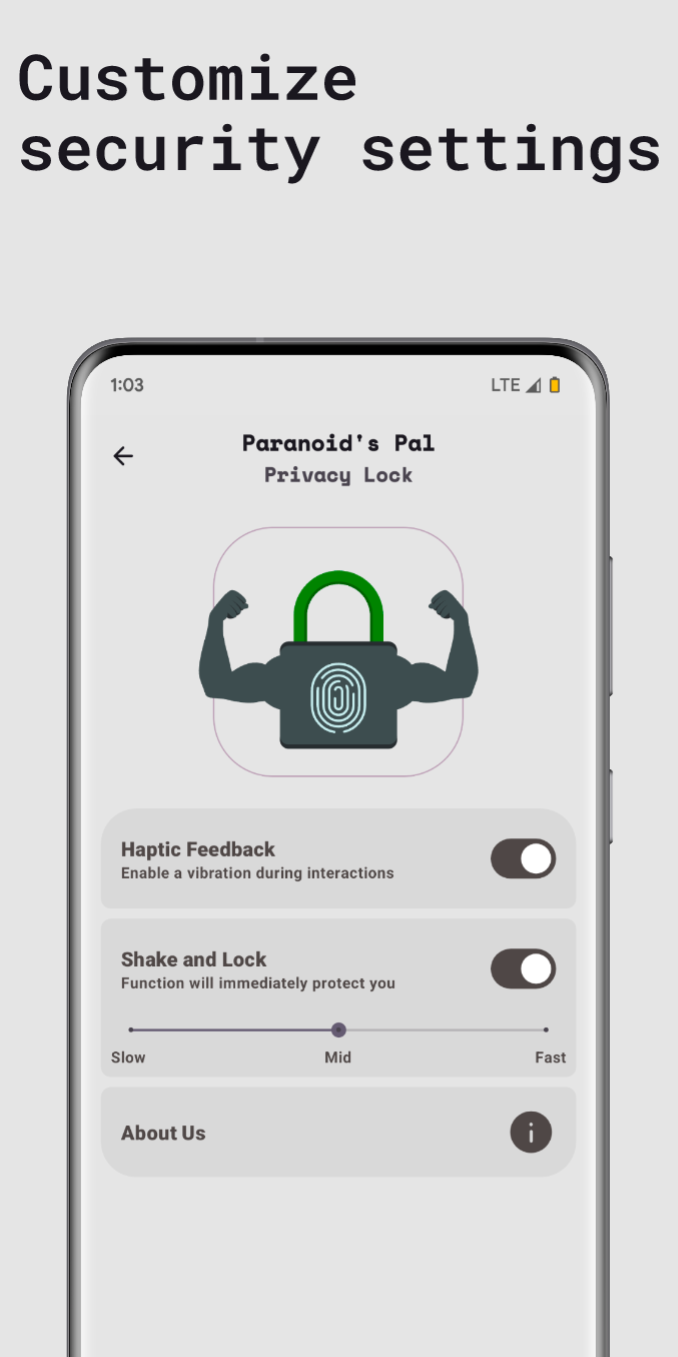 Customize
security settings
1:03
LTE
Paranoid's Pal
Privacy Lock
Haptic Feedback
Enable a vibration during interactions
Shake and Lock
Function will immediately protect you
Slow Mid Fast
About Us